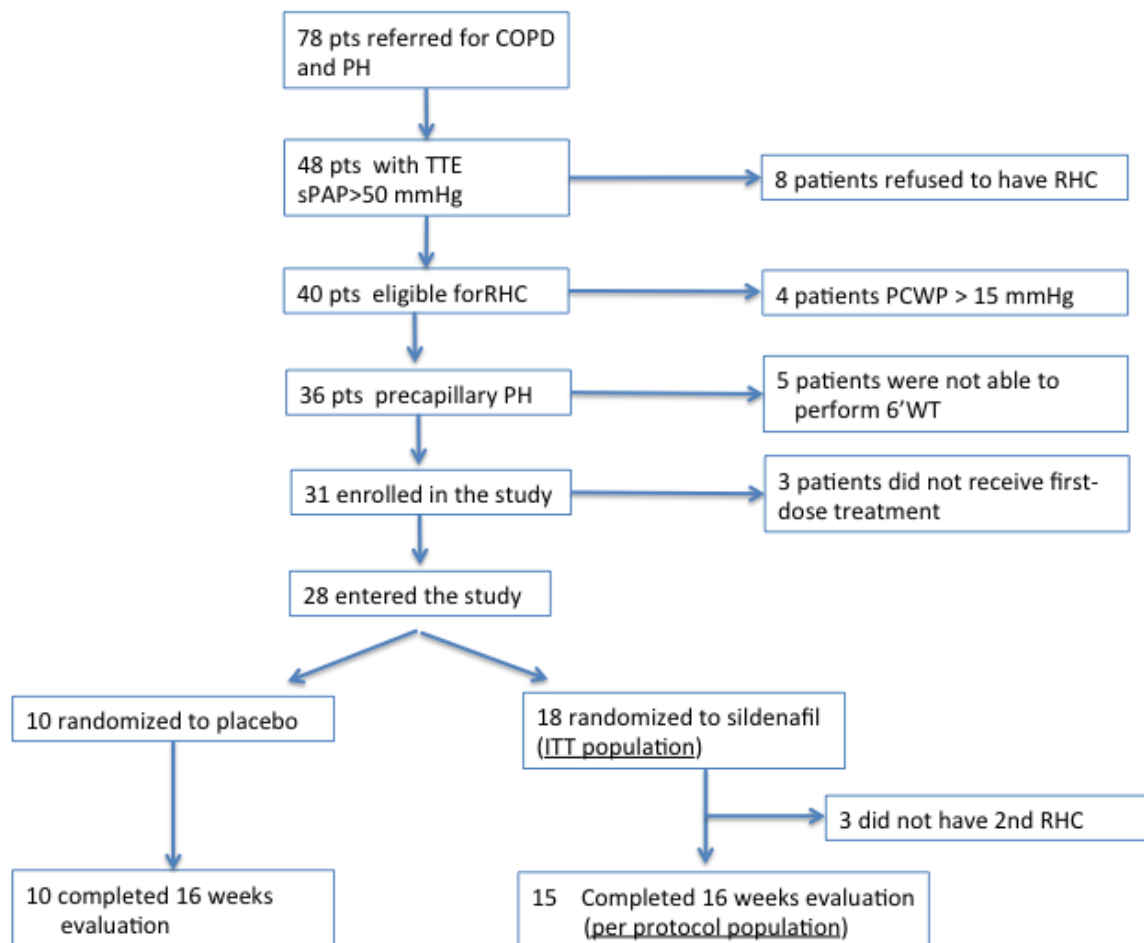 78 pts referred for COPD
and PH
48 pts with TTE
sPAP>50 mmHg
8 patients refused to have RHC
40 pts eligible forRHC
4 patients PCWP > 15 mmHg
36 pts precapillary PH
5 patients were not able to
perform 6’WT
31 enrolled in the study
3 patients did not receive first-
dose treatment
28 entered the study
10 randomized to placebo
18 randomized to sildenafil
(ITT population)
3 did not have 2nd RHC
10 completed 16 weeks
evaluation
15 Completed 16 weeks evaluation
(per protocol population)